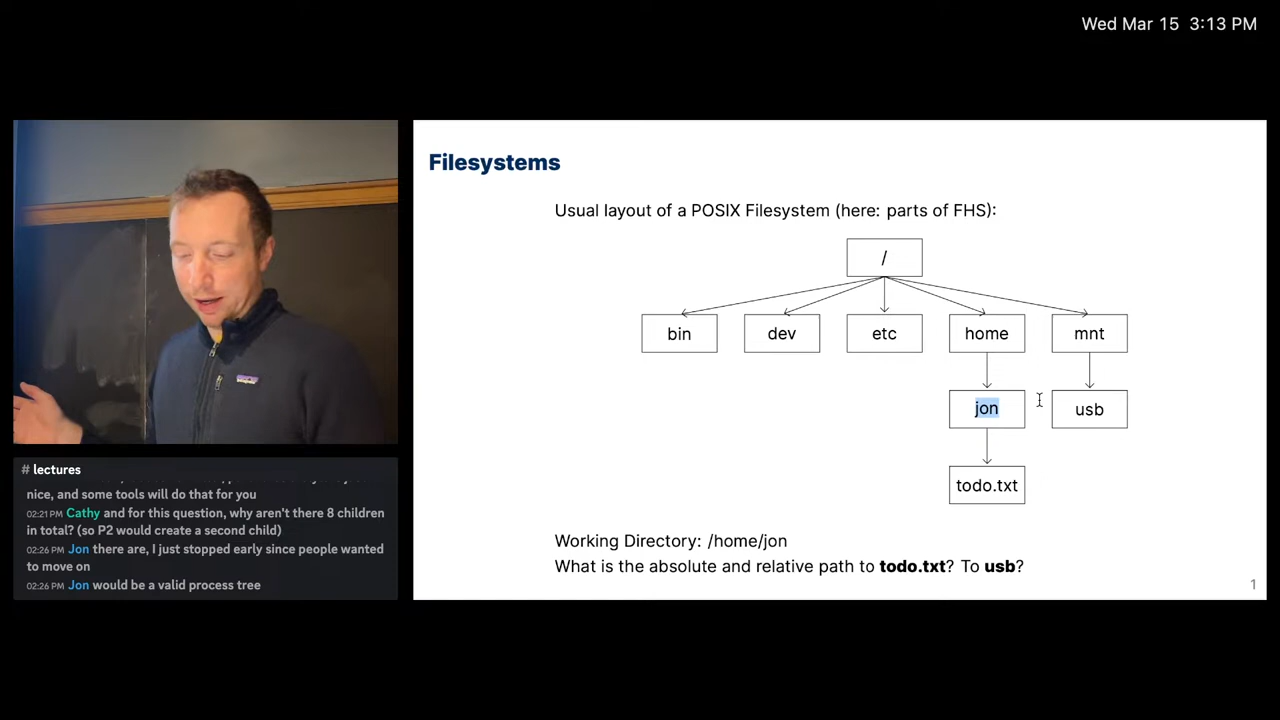 Wed Mar 15 3:13 PM
Filesystems
Usual layout of a POSIX Filesystem (here: parts of FHS):
/
bin dev etc home mnt
jon usb
todo.txt
Working Directory: /home/jon
What is the absolute and relative path to todo.txt? To usb?
1
# lectures
nice, and some tools will do that for you
02:21 PM Cathy and for this question, why aren't there 8 children
in total? (so P2 would create a second child)
02:26 PM Jon there are, I just stopped early since people wanted
to move on
02:26 PM Jon would be a valid process tree